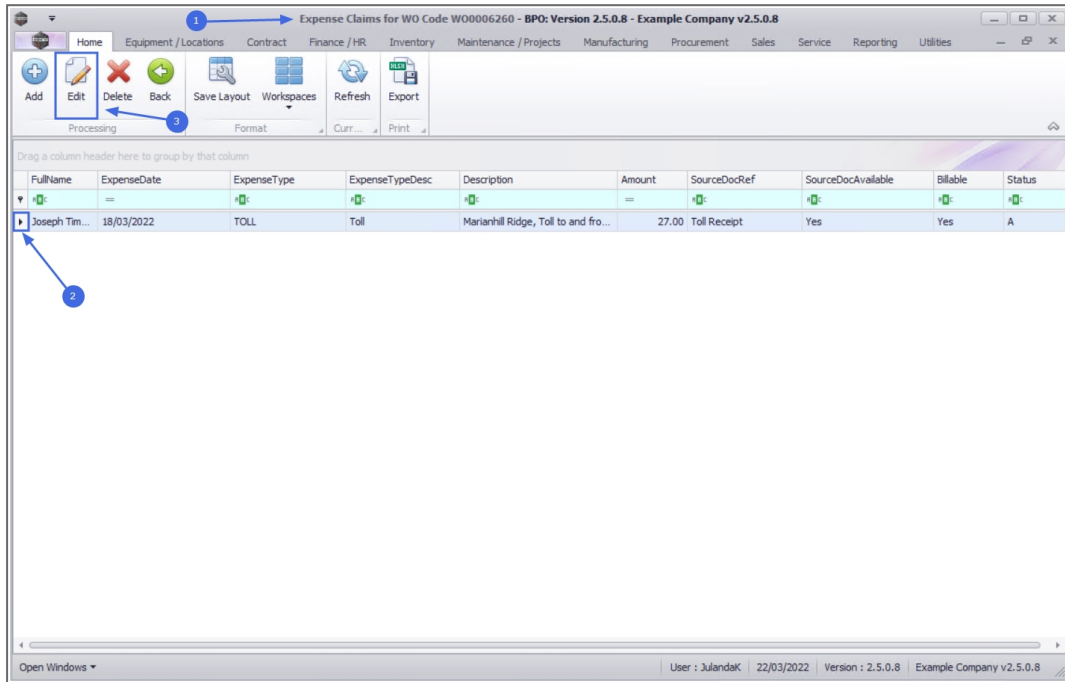 1
Expense Claims for WO Code WO0006260 - BPO: Version 2.5.0.8 - Example Company v2.5.0.8
Home Equipment / Locations Contract Finance / HR Inventory Maintenance / Projects Manufacturing Procurement Sales Service Reporting Utilities
Add Edit Delete Back Save Layout Workspaces Refresh Export
3
Processing Format Curr... Print
Drag a column header here to group by that column
FullName ExpenseDate ExpenseType ExpenseTypeDesc Description Amount SourceDocRef SourceDocAvailable Billable Status
= =
Joseph Tim... 18/03/2022 TOLL Toll Marianhill Ridge, Toll to and fro... 27.00 Toll Receipt Yes Yes A
2
Open Windows User : JulandaK 22/03/2022 Version : 2.5.0.8 Example Company v2.5.0.8